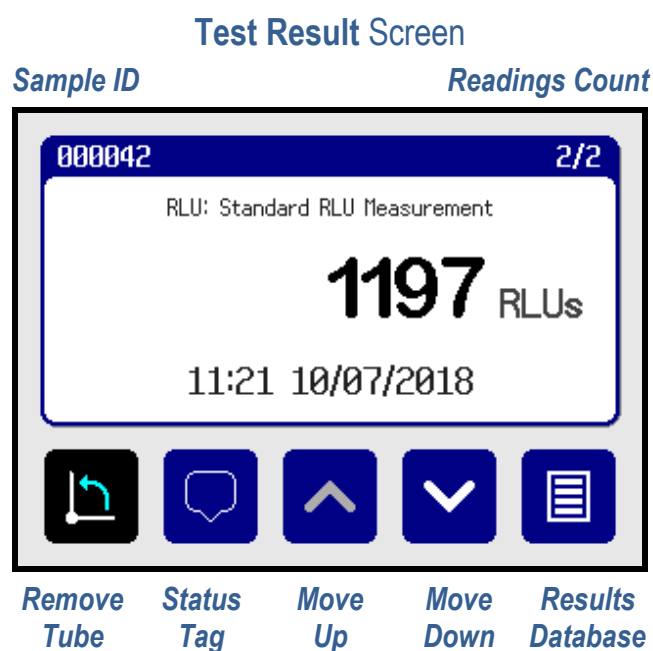 Test Result Screen
Sample ID Readings Count
000042 2/2
RLU: Standard RLU Measurement
1197 RLUs
11:21 10/07/2018
Remove Status Move Move Results
Tube Tag Up Down Database